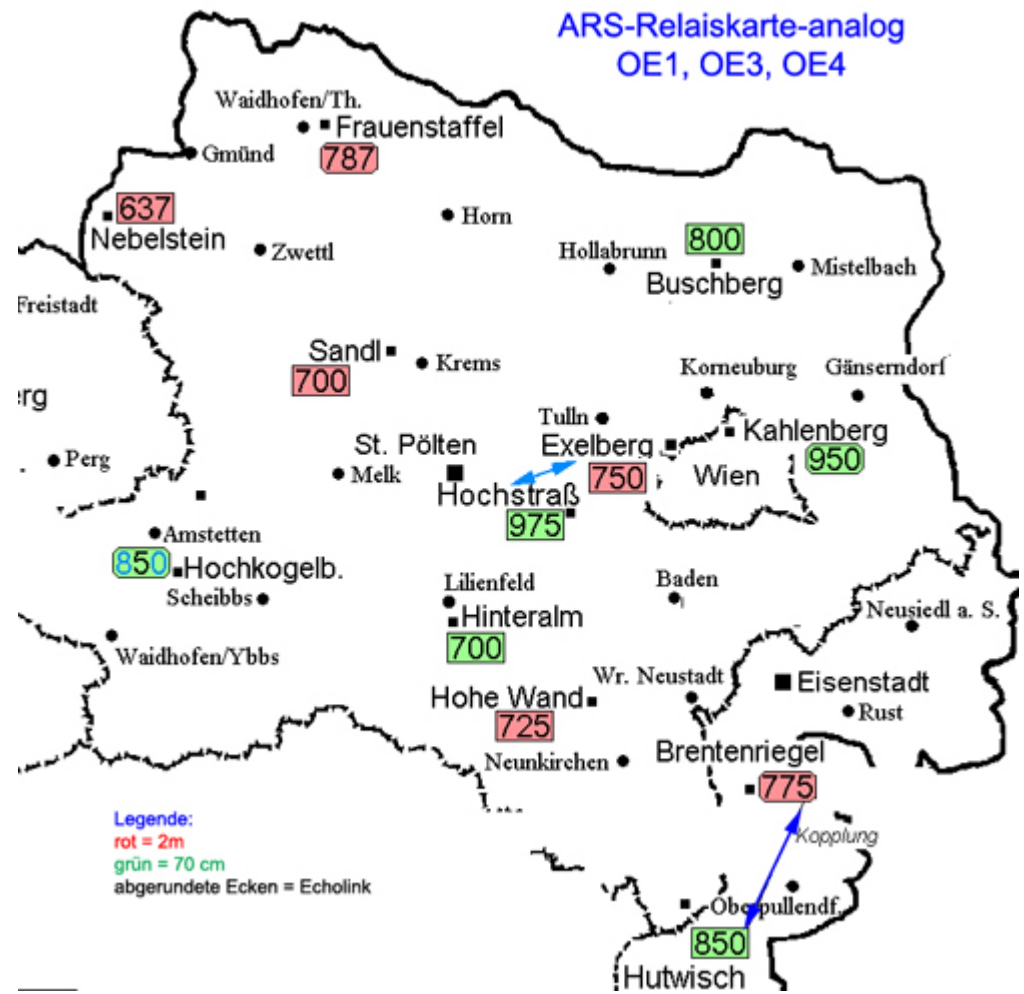 ARS-Relaiskarte-analog
OE1, OE3, OE4
Waidhofen/Th.
Frauenstaffel
787
Gmünd
637
Nebelstein
Horn
Zwettl
Hollabrunn
800
Buschberg
Mistelbach
Freistadt
Sandl
700
Krems
Korneuburg
Gänserndorf
rg
Tulln
Kahlenberg
950
St. Pölten
Exelberg
750
Wien
Perg
Melk
Hochstraß
975
Amstetten
850
Hochkogelb.
Scheibbs
Lilienfeld
Hinteralm
700
Baden
Neusiedl a. S.
Waidhofen/Ybbs
Wr. Neustadt
Eisenstadt
Hohe Wand
725
Rust
Neunkirchen
Brentenriegel
775
Kopplung
Legende:
rot = 2m
grün = 70 cm
abgerundete Ecken = Echolink
Oberpullendf.
850
Hutwisch